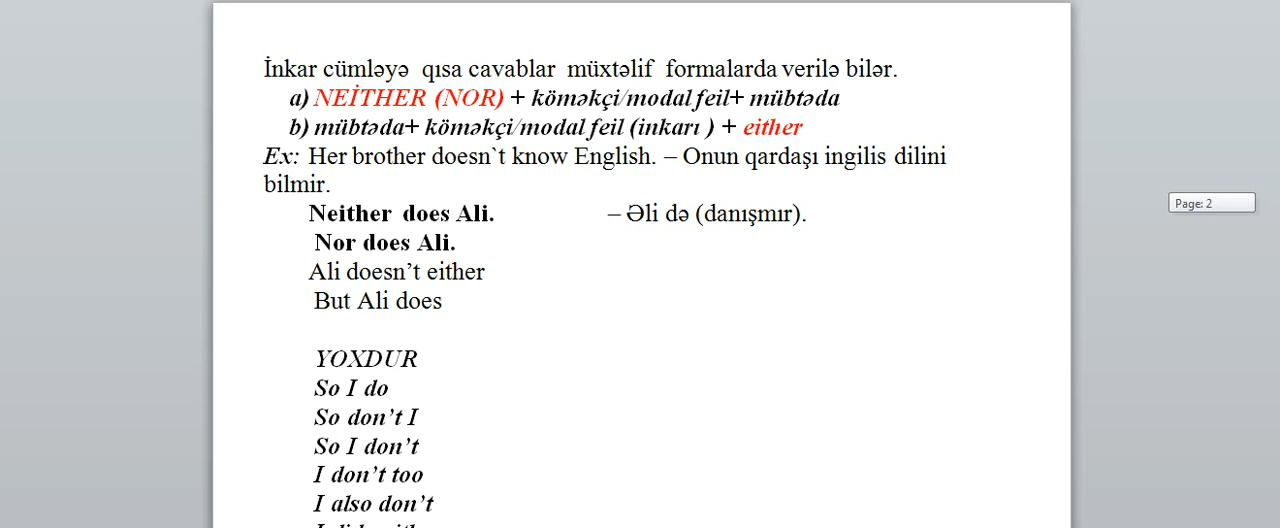 İnkar cümləyə qısa cavablar müxtəlif formalarda verilə bilər.
a) NEİTHER (NOR) + köməkçi/modal feil+ mübtəda
b) mübtəda+ köməkçi/modal feil (inkarı ) + either
Ex: Her brother doesn`t know English. – Onun qardaşı ingilis dilini
bilmir.
Neither does Ali. – Əli də (danışmır).
Nor does Ali.
Ali doesn’t either
But Ali does
YOXDUR
So I do
So don’t I
So I don’t
I don’t too
I also don’t
Page: 2